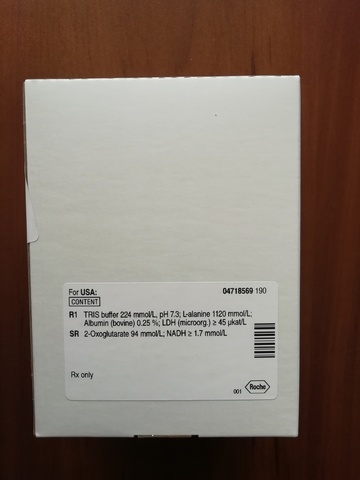 For USA: 04718569 190
CONTENT
R1 TRIS buffer 224 mmol/L, pH 7.3; L-alanine 1120 mmol/L;
Albumin (bovine) 0.25 %; LDH (microorg.) ≥ 45 µkat/L
SR 2-Oxoglutarate 94 mmol/L; NADH ≥ 1.7 mmol/L
Rx only
001 Roche